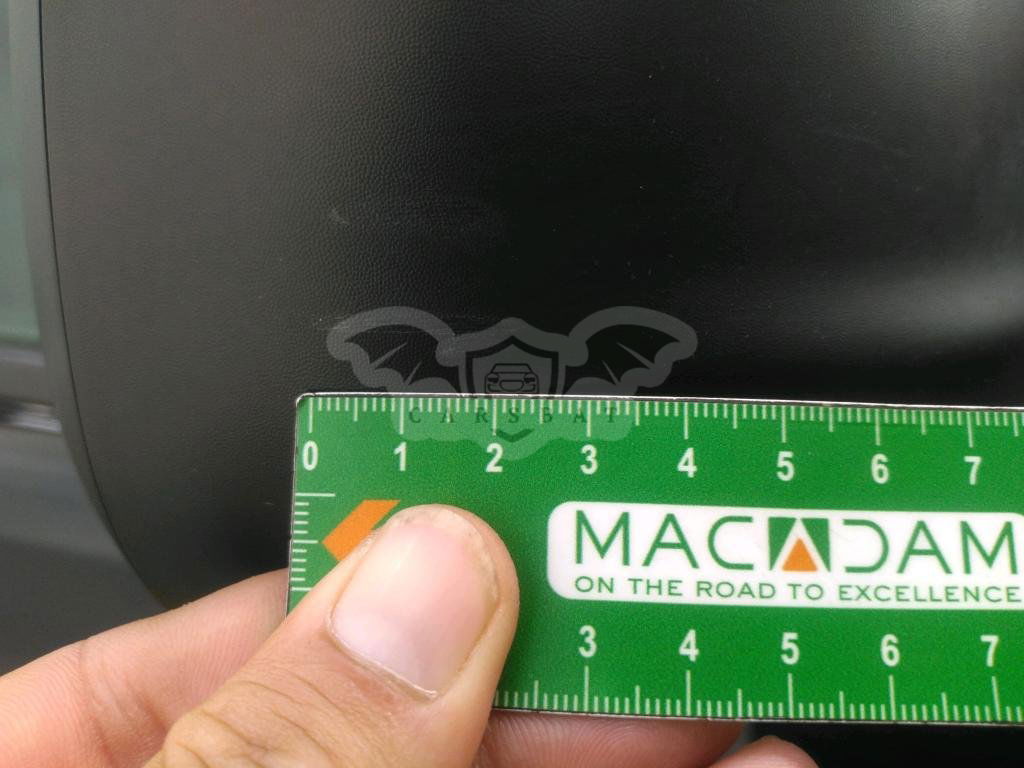 CARSBAT
0 1 2 3 4 5 6 7
MACADAM
ON THE ROAD TO EXCELLENCE
3 4 5 6 7